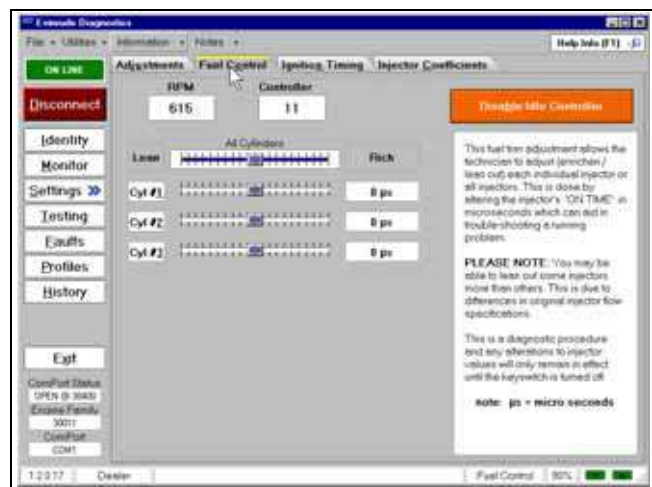 Evinrude Diagnostics
File Utilities Information Notes
Help Info (F1)
ON LINE
Adjustments Fuel Control Ignition Timing Injector Coefficients
Disconnect
RPM Controller
615 11
Disable Idle Controller
Identity
Monitor
Settings
Testing
Faults
Profiles
History
Exit
All Cylinders
Lean Rich
Cyl #1 0 µs
Cyl #2 0 µs
Cyl #3 0 µs
This fuel trim adjustment allows the
technician to adjust (enrichen /
lean out) each individual injector or
all injectors. This is done by
altering the injector's 'ON TIME' in
microseconds which can aid in
trouble-shooting a running
problem.
PLEASE NOTE: You may be
able to lean out some injectors
more than others. This is due to
differences in original injector flow
specifications.
This is a diagnostic procedure
and any alterations to injector
values will only remain in effect
until the keyswitch is turned off.
note: µs = micro seconds
ComPort Status
Engine Family
ComPort
COM1
Dealer
Fuel Control